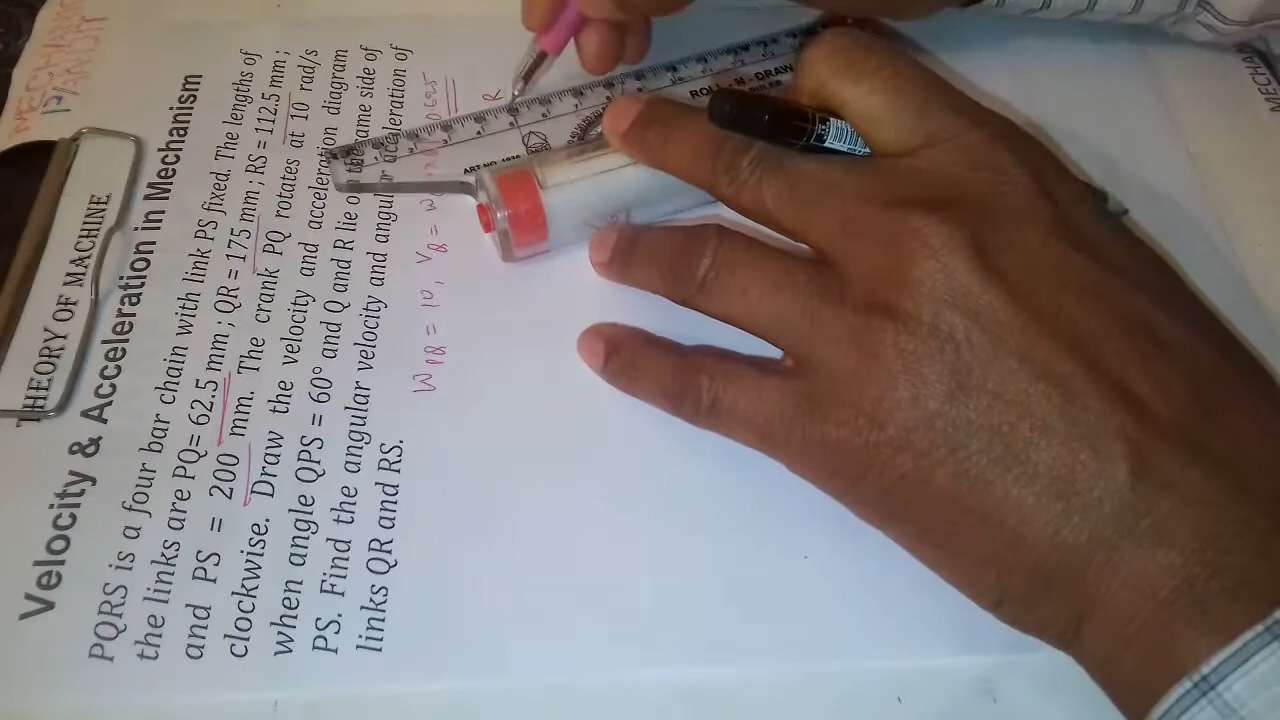 THEORY OF MACHINE
Velocity & Acceleration in Mechanism
PQRS is a four bar chain with link PS fixed. The lengths of
the links are PQ= 62.5 mm ; QR = 175 mm ; RS = 112.5 mm ;
and PS = 200 mm. The crank PQ rotates at 10 rad/s
clockwise. Draw the velocity and acceleration diagram
when angle QPS = 60° and Q and R lie on the same side of
PS. Find the angular velocity and angular acceleration of
links QR and RS.
R
ROLL-N-DRAW
ART NO. 1936
MECHA